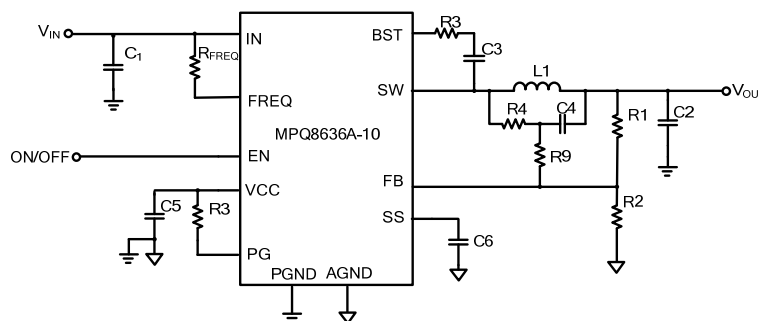 VIN
C1
RFREQ
IN
FREQ
ON/OFF
EN
VCC
C5
R3
PG
PGND
AGND
MPQ8636A-10
BST
R3
C3
SW
L1
R4
C4
R9
R1
C2
VOU
FB
R2
SS
C6